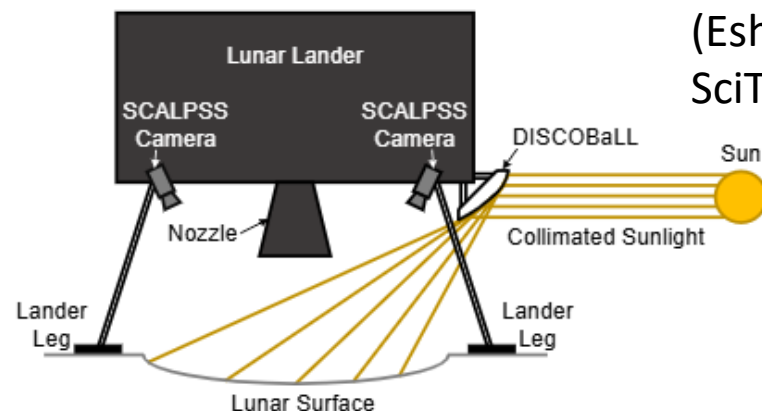 (Esh
SciT
Lunar Lander
SCALPSS
Camera
SCALPSS
Camera
DISCOBaLL
Sun
Nozzle
Collimated Sunlight
Lander
Leg
Lander
Leg
Lunar Surface